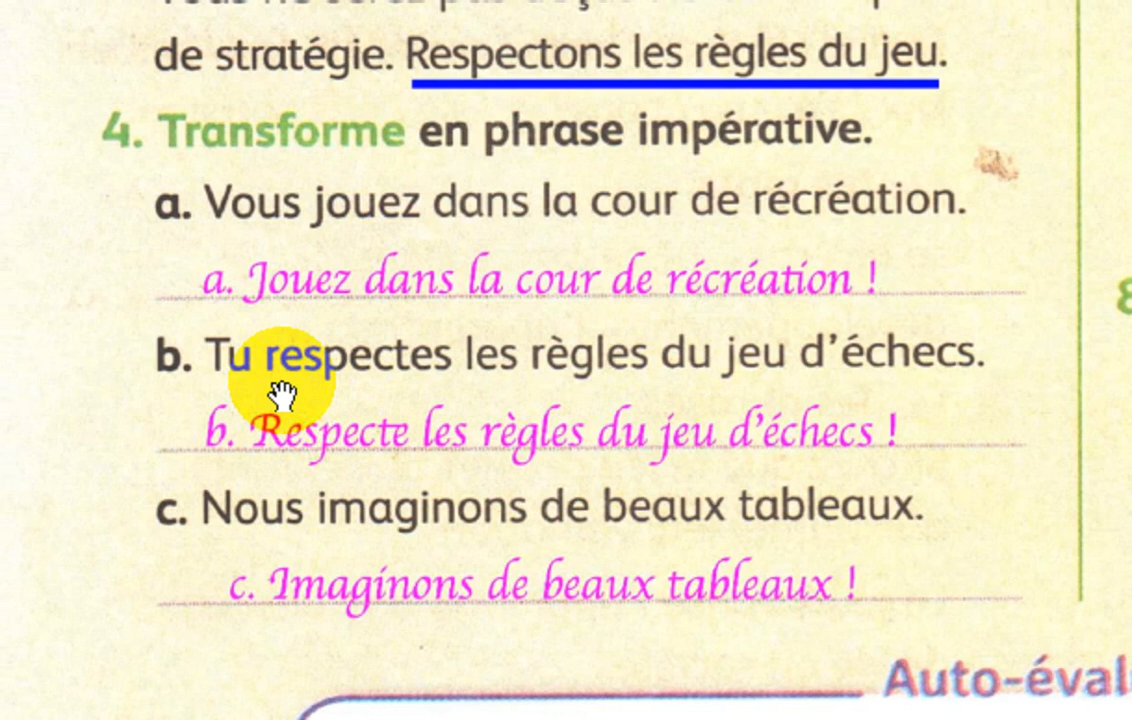 de stratégie. Respectons les règles du jeu.
4. Transforme en phrase impérative.
a. Vous jouez dans la cour de récréation.
a. Jouez dans la cour de récréation !
b. Tu respectes les règles du jeu d'échecs.
b. Respecte les règles du jeu d'échecs !
c. Nous imaginons de beaux tableaux.
c. Imaginons de beaux tableaux !